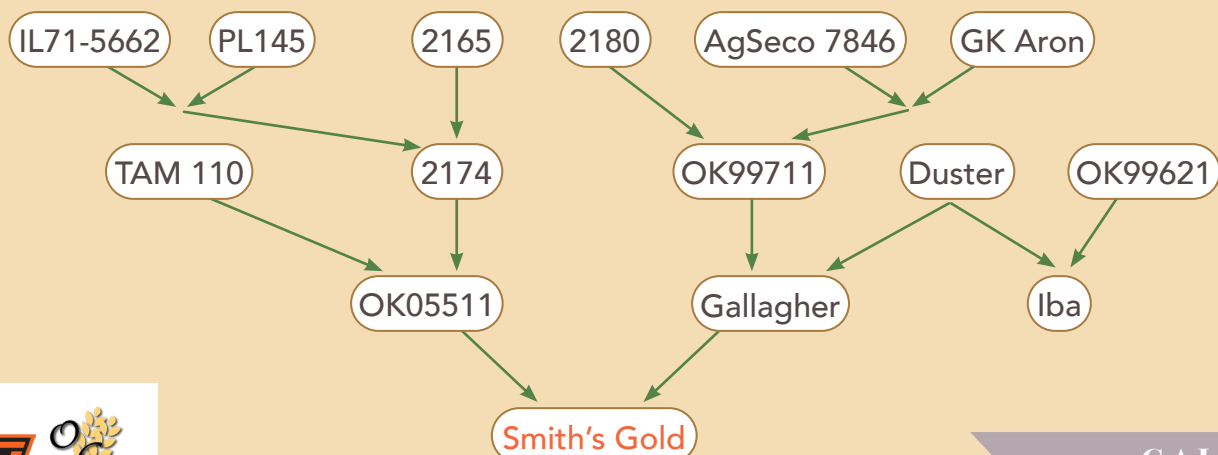 IL71-5662 PL145 2165 2180 AgSeco 7846 GK Aron
TAM 110 2174 OK99711 Duster OK99621
OK05511 Gallagher Iba
Smith's Gold